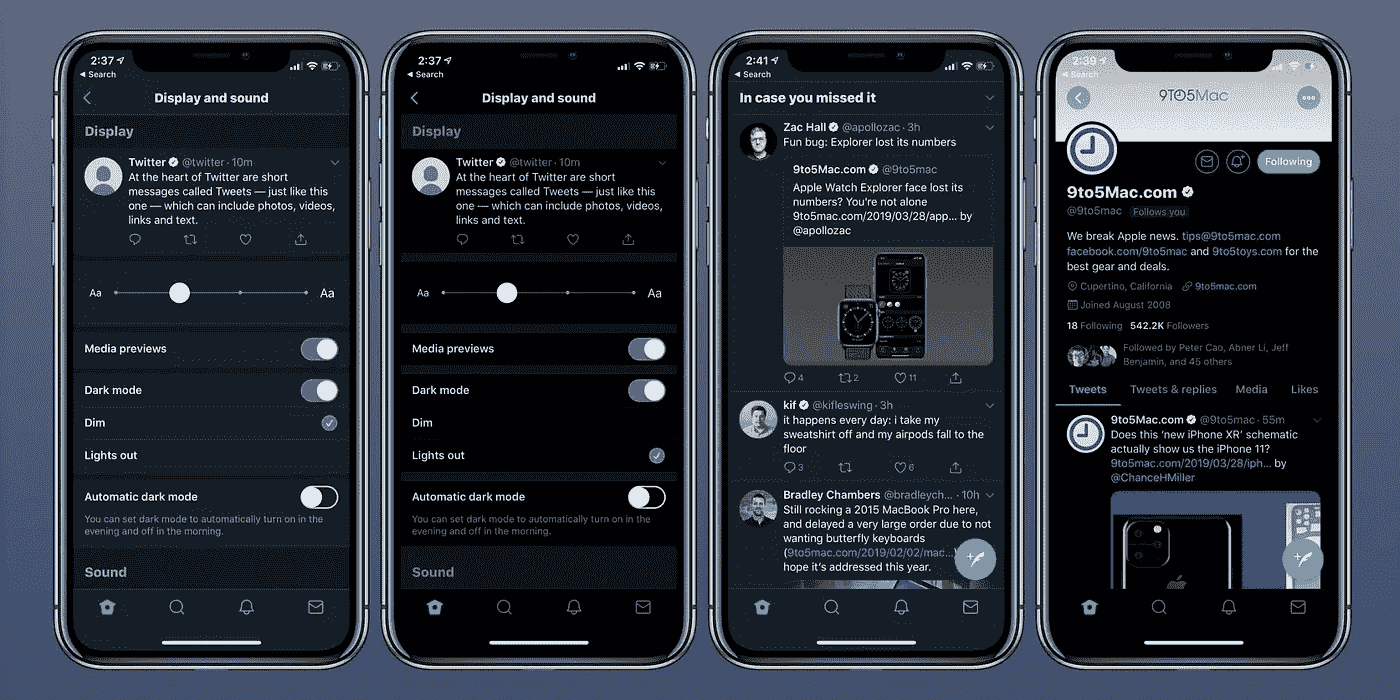 2:37
Search
Display and sound
Display
Twitter @twitter · 10m
At the heart of Twitter are short
messages called Tweets — just like this
one — which can include photos, videos,
links and text.
Aa
Aa
Media previews
Dark mode
Dim
Lights out
Automatic dark mode
You can set dark mode to automatically turn on in the
evening and off in the morning.
Sound
2:37
Search
Display and sound
Display
Twitter @twitter · 10m
At the heart of Twitter are short
messages called Tweets — just like this
one — which can include photos, videos,
links and text.
Aa
Aa
Media previews
Dark mode
Dim
Lights out
Automatic dark mode
You can set dark mode to automatically turn on in the
evening and off in the morning.
Sound
2:41
Search
In case you missed it
Zac Hall @apollozac · 3h
Fun bug: Explorer lost its numbers
9to5Mac.com @9to5mac
Apple Watch Explorer face lost its
numbers? You're not alone
9to5mac.com/2019/03/28/app... by
@apollozac
4
2
11
kif @kifleswing · 3h
it happens every day: i take my
sweatshirt off and my airpods fall to the
floor
3
6
Bradley Chambers @bradleych... · 10h
Still rocking a 2015 MacBook Pro here,
and delayed a very large order due to not
wanting butterfly keyboards
(9to5mac.com/2019/02/02/mac...)
hope it's addressed this year.
2:39
Search
9TO5Mac
Following
9to5Mac.com
@9to5mac Follows you
We break Apple news. tips@9to5mac.com
facebook.com/9to5mac and 9to5toys.com for the
best gear and deals.
Cupertino, California 9to5mac.com
Joined August 2008
18 Following 542.2K Followers
Followed by Peter Cao, Abner Li, Jeff
Benjamin, and 45 others
Tweets
Tweets & replies
Media
Likes
9to5Mac.com @9to5mac · 55m
Does this 'new iPhone XR' schematic
actually show us the iPhone 11?
9to5mac.com/2019/03/28/iph... by
@ChanceHMiller